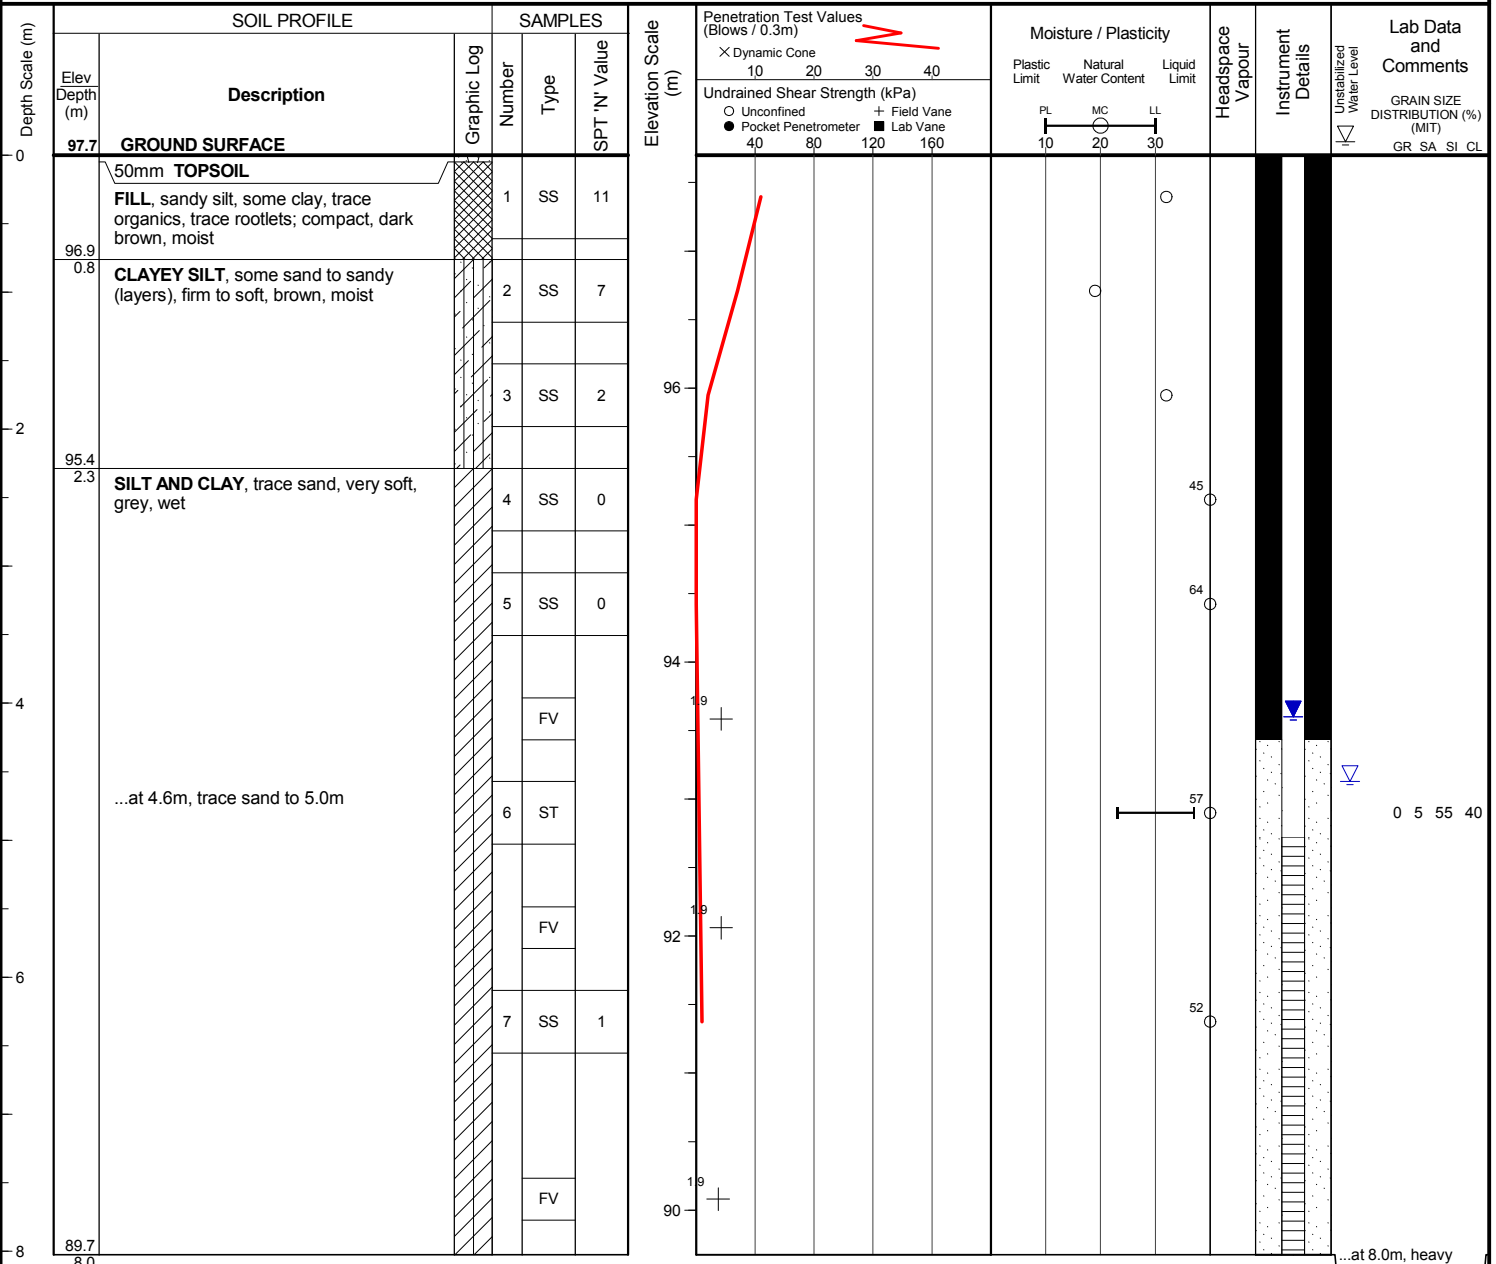 SOIL PROFILE
SAMPLES
Depth Scale (m)
Elev
Depth
(m)
Description
Graphic Log
Number
Type
SPT 'N' Value
Elevation Scale
(m)
Penetration Test Values
(Blows / 0.3m)
× Dynamic Cone
10 20 30 40
Undrained Shear Strength (kPa)
Unconfined
+ Field Vane
Pocket Penetrometer
Lab Vane
40 80 120 160
Moisture / Plasticity
Plastic Limit
Natural Water Content
Liquid Limit
PL MC LL
10 20 30
Headspace
Vapour
Instrument
Details
Unstabilized
Water Level
Lab Data
and
Comments
GRAIN SIZE
DISTRIBUTION (%)
(MIT)
GR SA SI CL
97.7 GROUND SURFACE
0
50mm TOPSOIL
FILL, sandy silt, some clay, trace
organics, trace rootlets; compact, dark
brown, moist
1 SS 11
96.9
0.8
CLAYEY SILT, some sand to sandy
(layers), firm to soft, brown, moist
2 SS 7
96
3 SS 2
2
95.4
2.3
SILT AND CLAY, trace sand, very soft,
grey, wet
4 SS 0
45
5 SS 0
64
94
4
FV
1.9
...at 4.6m, trace sand to 5.0m
6 ST
57
0 5 55 40
FV
1.9
92
6
7 SS 1
52
FV
1.9
90
8
89.7
8.0
...at 8.0m, heavy